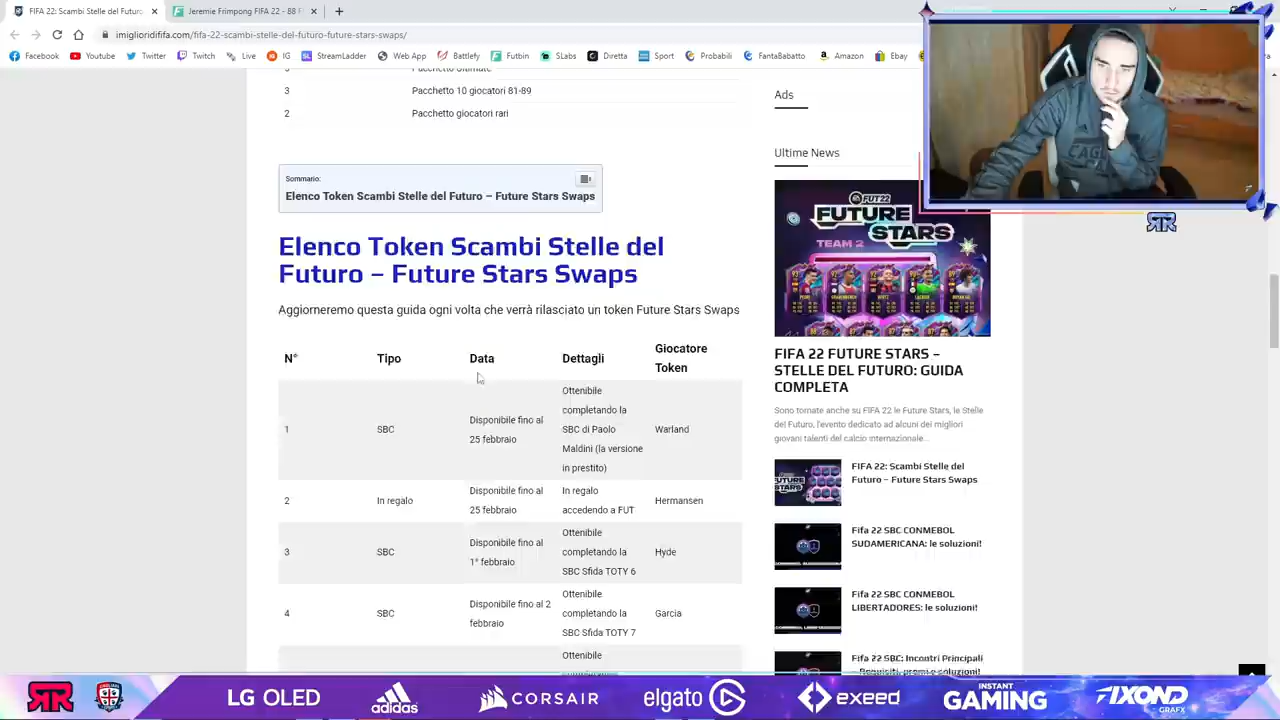 FIFA 22: Scambi Stelle del Futuro
Jeremie Frimpong FIFA 22 - 88 F
imiglioridififa.com/fifa-22-scambi-stelle-del-futuro-future-stars-swaps
Facebook Youtube Twitter Twitch Live IG StreamLadder Web App Battlefy Futbin SLabs Diretta Sport Probabili FantaBabatto Amazon Ebay
3 Pacchetto Ultimate
3 Pacchetto 10 giocatori 81-89
2 Pacchetto giocatori rari
Sommario:
Elenco Token Scambi Stelle del Futuro – Future Stars Swaps
Elenco Token Scambi Stelle del
Futuro – Future Stars Swaps
Aggiorneremo questa guida ogni volta che verrà rilasciato un token Future Stars Swaps
N° Tipo Data Dettagli Giocatore
Token
1 SBC Disponibile fino al
25 febbraio
Ottenibile
completando la
SBC di Paolo
Maldini (la versione
in prestito)
Warland
2 In regalo Disponibile fino al
25 febbraio
In regalo
accedendo a FUT
Hermansen
3 SBC Disponibile fino al
1° febbraio
Ottenibile
completando la
SBC Sfida TOTY 6
Hyde
4 SBC Disponibile fino al 2
febbraio
Ottenibile
completando la
SBC Sfida TOTY 7
Garcia
Ottenibile
Ads
Ultime News
FUT22
FUTURE
STARS
TEAM 2
FIFA 22 FUTURE STARS –
STELLE DEL FUTURO: GUIDA
COMPLETA
Sono tornate anche su FIFA 22 le Future Stars, le Stelle
del Futuro, l'evento dedicato ad alcuni dei migliori
giovani talenti del calcio internazionale...
FUTURE
STARS
FIFA 22: Scambi Stelle del
Futuro – Future Stars Swaps
Fifa 22 SBC CONMEBOL
SUDAMERICANA: le soluzioni!
Fifa 22 SBC CONMEBOL
LIBERTADORES: le soluzioni!
Fifa 22 SBC: Incontri Principali
– Requisiti, premi e soluzioni!
LG OLED
adidas
CORSAIR
elgato
exeed
INSTANT
GAMING
FIXOND
GRAFX